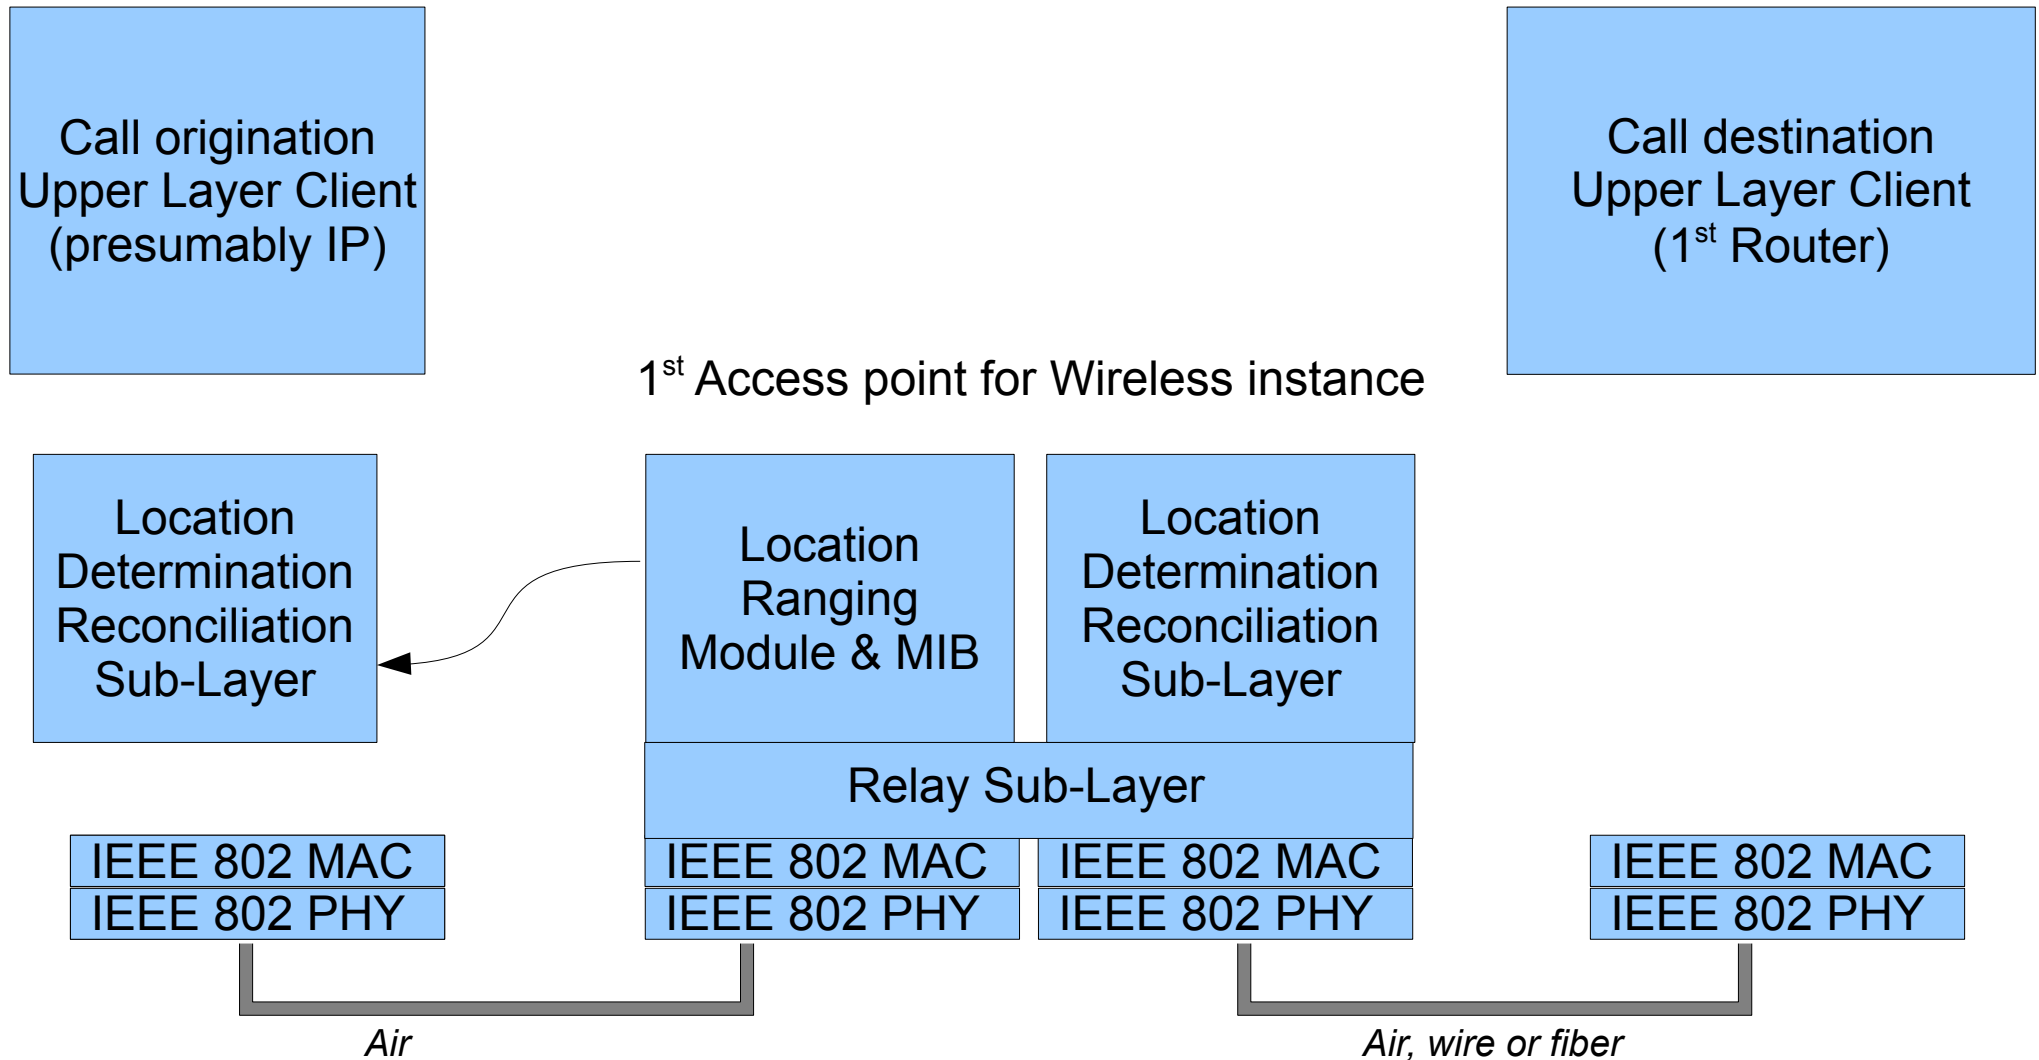 Call origination
Upper Layer Client
(presumably IP)
Call destination
Upper Layer Client
(1st Router)
1st Access point for Wireless instance
Location
Determination
Reconciliation
Sub-Layer
Location
Ranging
Module & MIB
Location
Determination
Reconciliation
Sub-Layer
Relay Sub-Layer
IEEE 802 MAC
IEEE 802 PHY
IEEE 802 MAC
IEEE 802 PHY
IEEE 802 MAC
IEEE 802 PHY
IEEE 802 MAC
IEEE 802 PHY
Air
Air, wire or fiber